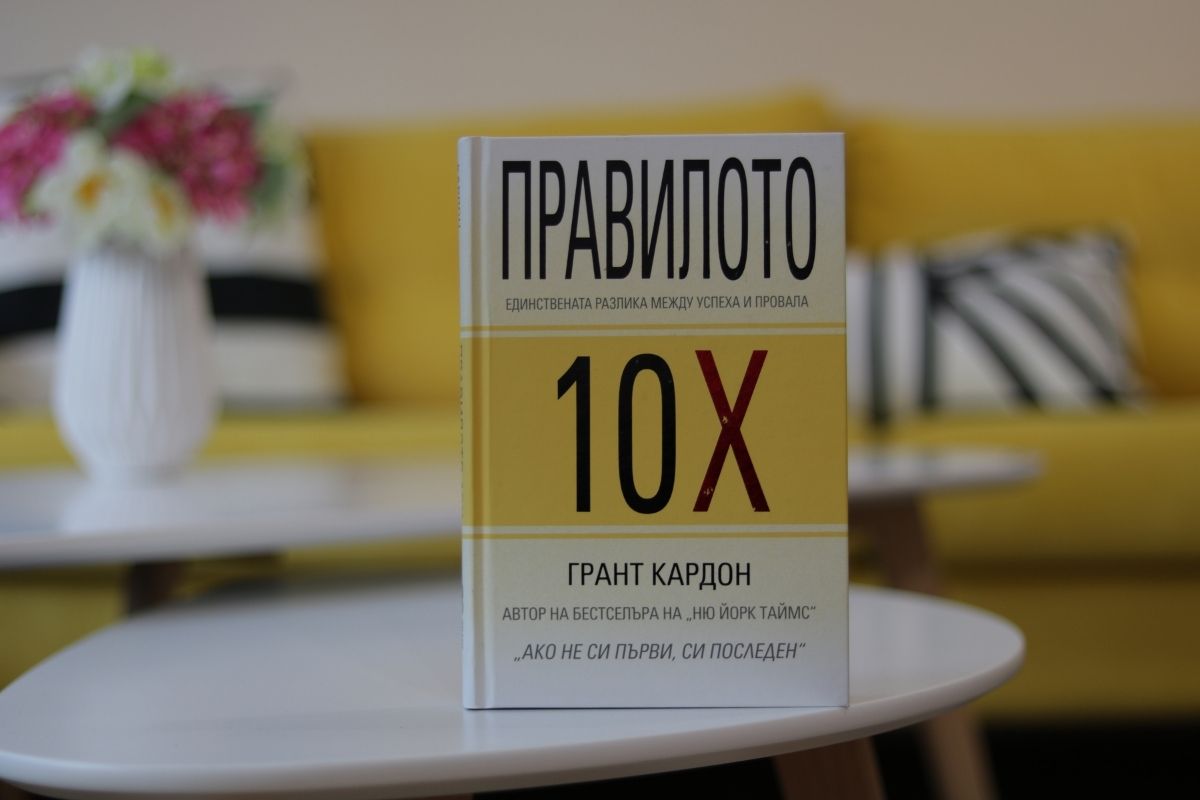 ПРАВИЛОТО
ЕДИНСТВЕНАТА РАЗЛИКА МЕЖДУ УСПЕХА И ПРОВАЛА
10X
ГРАНТ КАРДОН
АВТОР НА БЕСТСЕЛЪРА НА „НЮ ЙОРК ТАЙМС“
„АКО НЕ СИ ПЪРВИ, СИ ПОСЛЕДЕН“